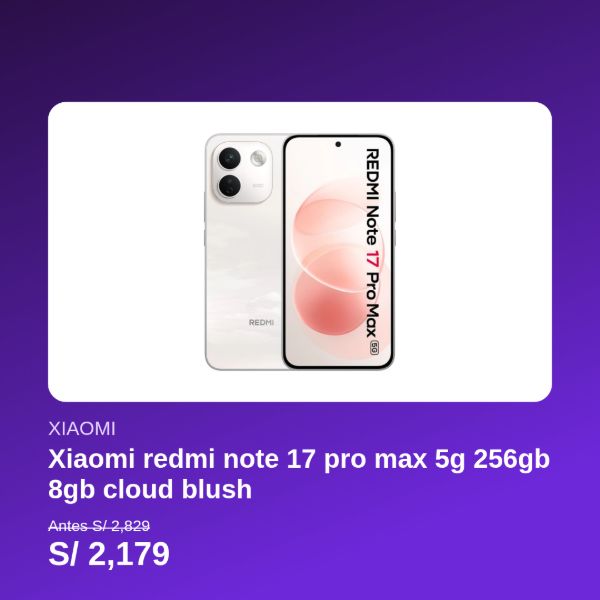 REDMI Note 17 Pro Max 5G
REDMI
XIAOMI
Xiaomi redmi note 17 pro max 5g 256gb
8gb cloud blush
Antes S/ 2,829
S/ 2,179